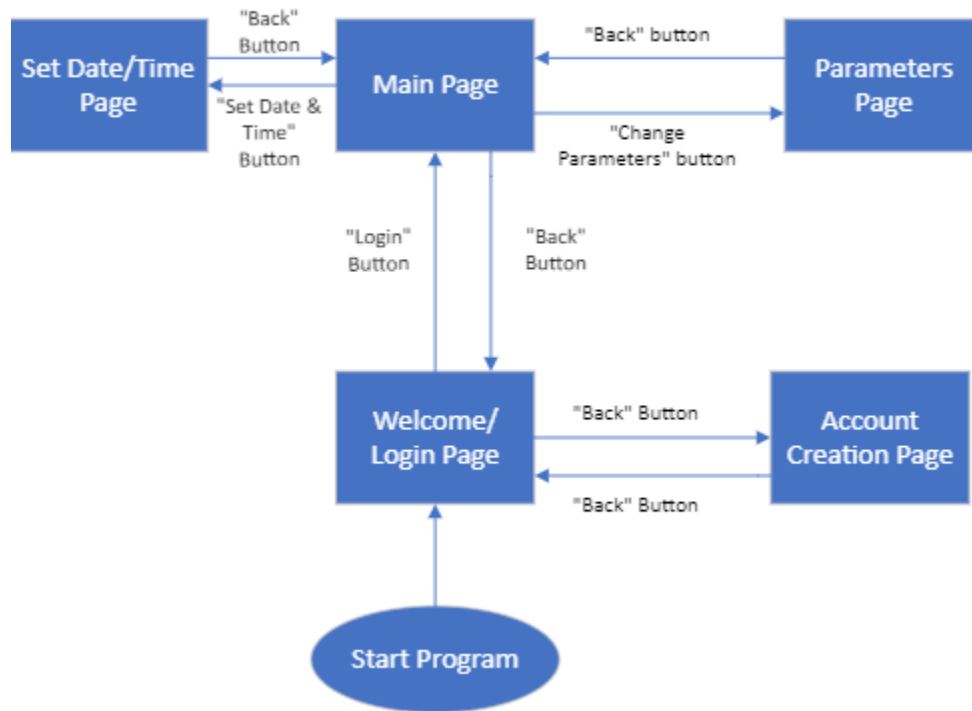 "Back"
Button
Set Date/Time
Page
"Set Date &
Time"
Button
Main Page
"Back" button
"Change
Parameters" button
Parameters
Page
"Login"
Button
"Back"
Button
Welcome/
Login Page
"Back" Button
"Back" Button
Account
Creation Page
Start Program